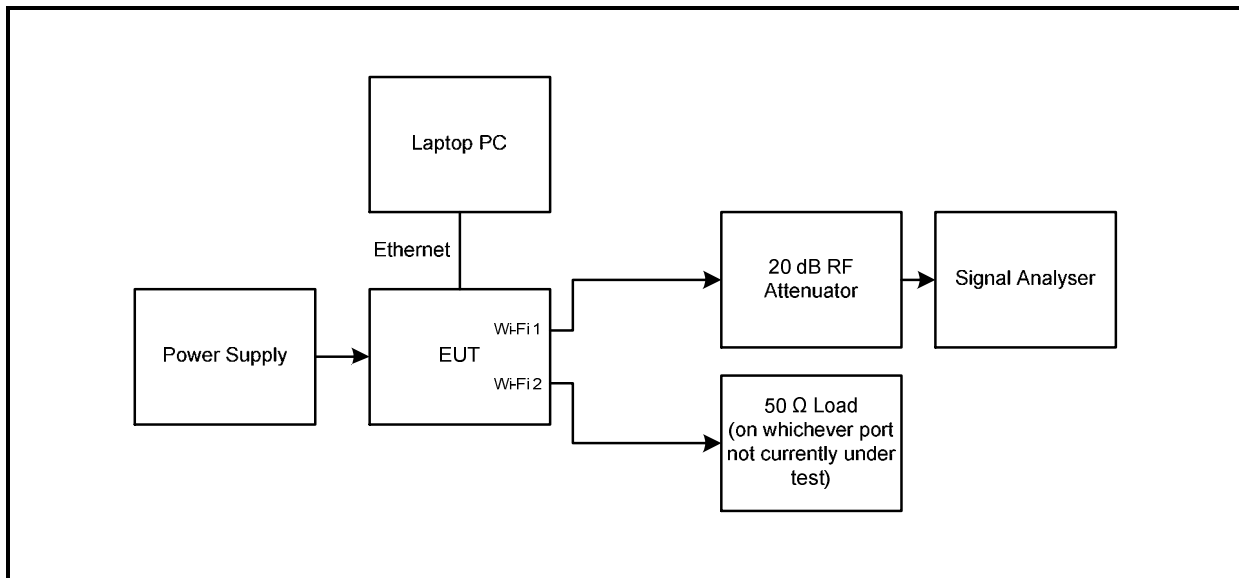 Laptop PC
Ethernet
Power Supply
EUT
Wi-Fi 1
Wi-Fi 2
20 dB RF
Attenuator
Signal Analyser
50 Ω Load
(on whichever port
not currently under
test)